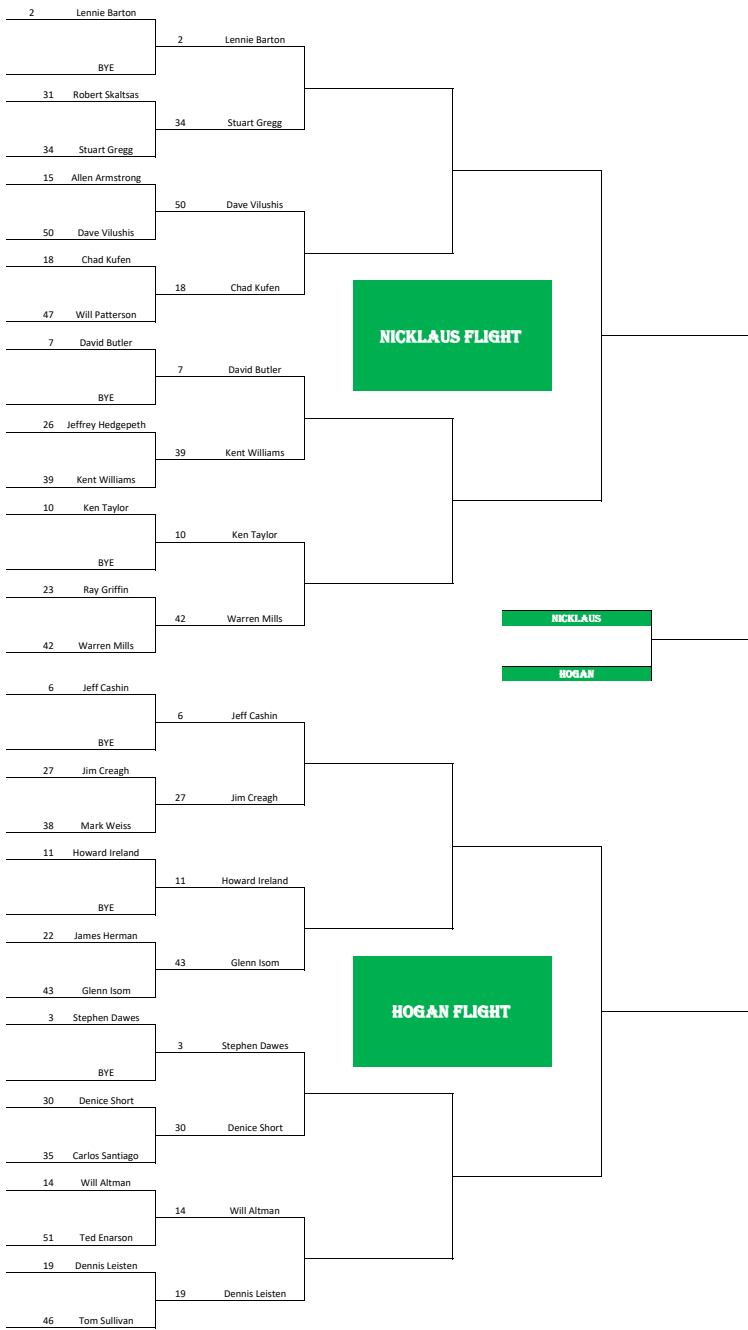 2 Lennie Barton
2 Lennie Barton
BYE
31 Robert Skaltsas
34 Stuart Gregg
34 Stuart Gregg
15 Allen Armstrong
50 Dave Vilushis
50 Dave Vilushis
18 Chad Kufen
18 Chad Kufen
47 Will Patterson
NICKLAUS FLIGHT
7 David Butler
7 David Butler
BYE
26 Jeffrey Hedgepeth
39 Kent Williams
39 Kent Williams
10 Ken Taylor
10 Ken Taylor
BYE
23 Ray Griffin
42 Warren Mills
42 Warren Mills
NICKLAUS
HOGAN
6 Jeff Cashin
6 Jeff Cashin
BYE
27 Jim Creagh
27 Jim Creagh
38 Mark Weiss
11 Howard Ireland
11 Howard Ireland
BYE
22 James Herman
43 Glenn Isom
43 Glenn Isom
HOGAN FLIGHT
3 Stephen Dawes
3 Stephen Dawes
BYE
30 Denice Short
30 Denice Short
35 Carlos Santiago
14 Will Altman
14 Will Altman
51 Ted Enarson
19 Dennis Leisten
19 Dennis Leisten
46 Tom Sullivan